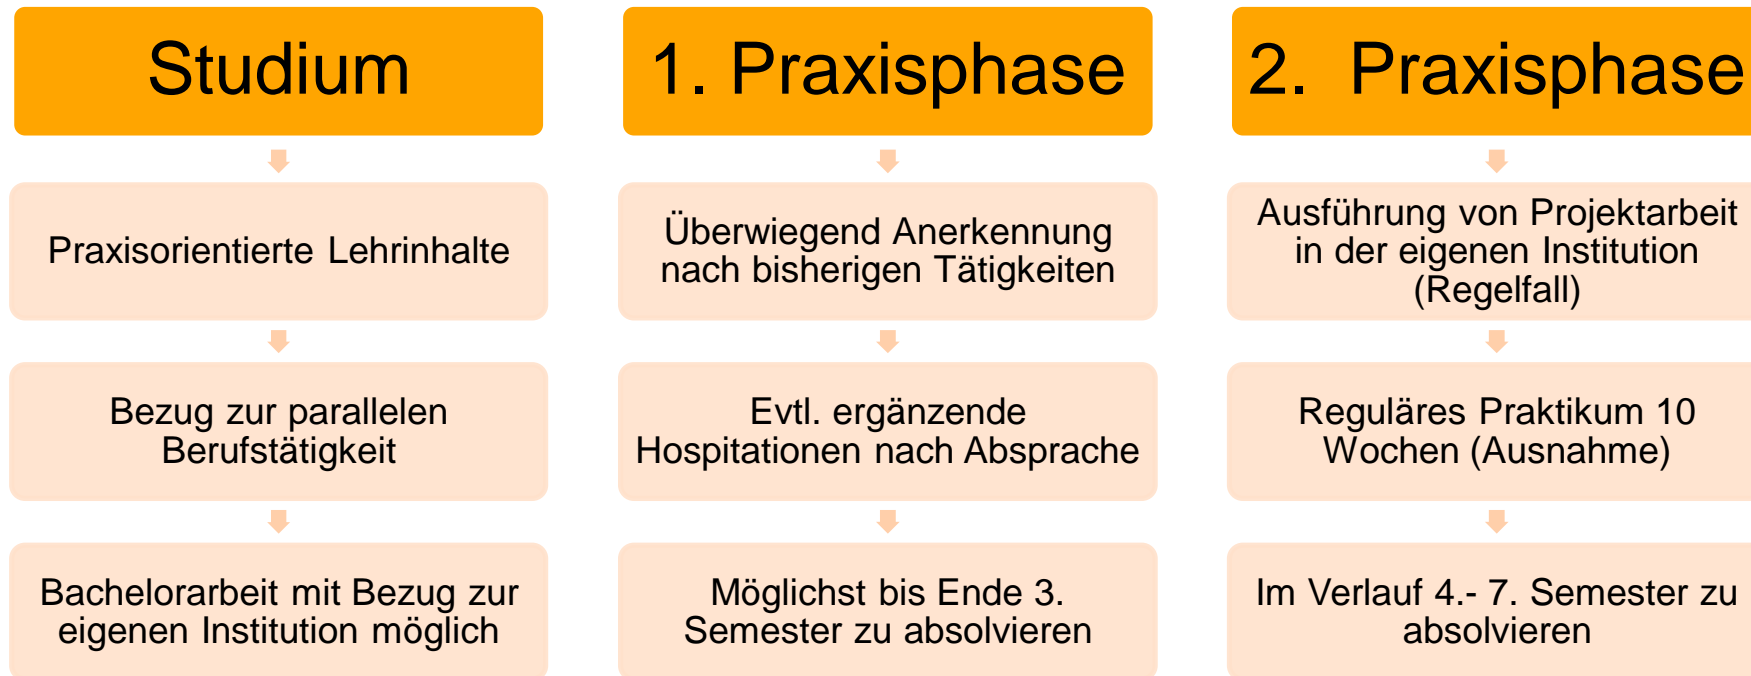 Studium
Praxisorientierte Lehrinhalte
Bezug zur parallelen
Berufstätigkeit
Bachelorarbeit mit Bezug zur
eigenen Institution möglich
1. Praxisphase
Überwiegend Anerkennung
nach bisherigen Tätigkeiten
Evtl. ergänzende
Hospitationen nach Absprache
Möglichst bis Ende 3.
Semester zu absolvieren
2. Praxisphase
Ausführung von Projektarbeit
in der eigenen Institution
(Regelfall)
Reguläres Praktikum 10
Wochen (Ausnahme)
Im Verlauf 4.- 7. Semester zu
absolvieren